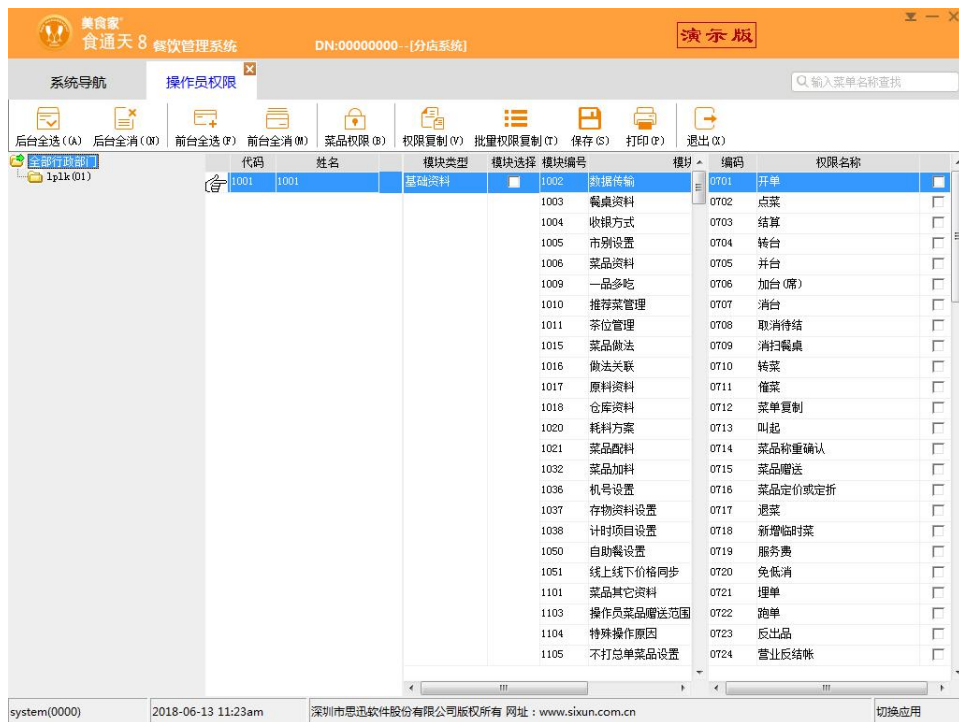 美食家
食通天 8 餐饮管理系统 DN:00000000--[分店系统] 演示版
系统导航 操作员权限 输入菜单名称查找
后台全选(A) 后台全消(N) 前台全选(F) 前台全消(M) 菜品权限(B) 权限复制(V) 批量权限复制(T) 保存(S) 打印(P) 退出(X)
全部行政部门 代码 姓名 模块类型 模块选择 模块编号 模块 编码 权限名称
lplk(01) 1001 1001 基础资料 1002 数据传输 0701 开单
1003 餐桌资料 0702 点菜
1004 收银方式 0703 结算
1005 市别设置 0704 转台
1006 菜品资料 0705 并台
1009 一品多吃 0706 加台(席)
1010 推荐菜管理 0707 消台
1011 茶位管理 0708 取消待结
1015 菜品做法 0709 消扫餐桌
1016 做法关联 0710 转菜
1017 原料资料 0711 催菜
1018 仓库资料 0712 菜单复制
1020 耗料方案 0713 叫起
1021 菜品配料 0714 菜品称重确认
1032 菜品加料 0715 菜品赠送
1036 机号设置 0716 菜品定价或定折
1037 存物资料设置 0717 退菜
1038 计时项目设置 0718 新增临时菜
1050 自助餐设置 0719 服务费
1051 线上线下价格同步 0720 免低消
1101 菜品其它资料 0721 埋单
1103 操作员菜品赠送范围 0722 跑单
1104 特殊操作原因 0723 反出品
1105 不打总单菜品设置 0724 营业反结帐
system(0000) 2018-06-13 11:23am 深圳市思迅软件股份有限公司版权所有 网址：www.sixun.com.cn 切换应用